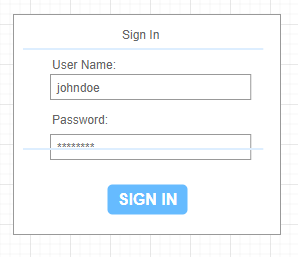 Sign In
User Name:
johndoe
Password:
********
SIGN IN